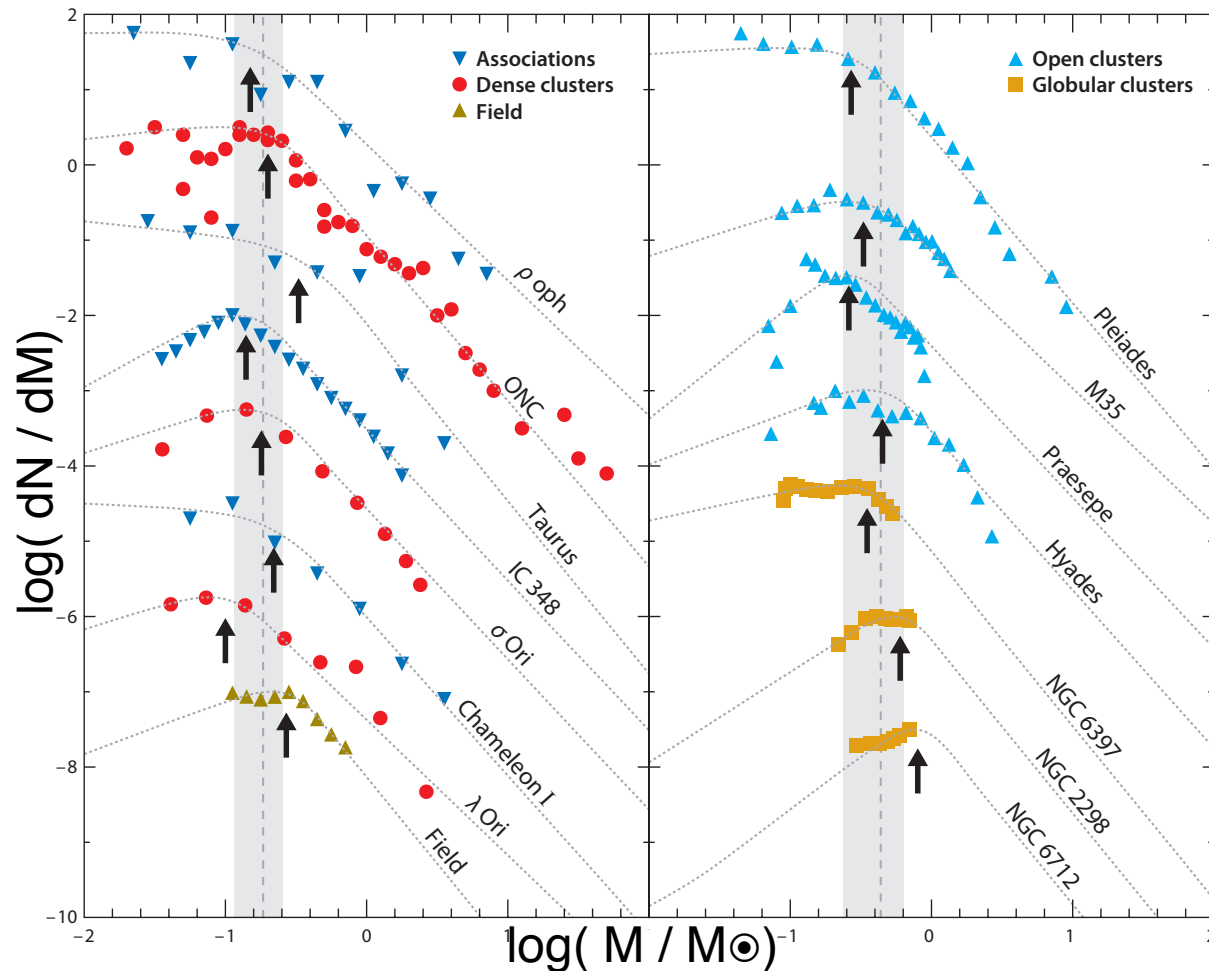 2
0
−2
−4
−6
−8
−10
log( dN / dM)
Associations
Dense clusters
Field
ρ oph
ONC
Taurus
IC 348
σ Ori
Chameleon I
λ Ori
Field
Open clusters
Globular clusters
Pleiades
M35
Praesepe
Hyades
NGC 6397
NGC 2298
NGC 6712
−2 −1 0 1 −1 0 1 2
log( M / M⊙)